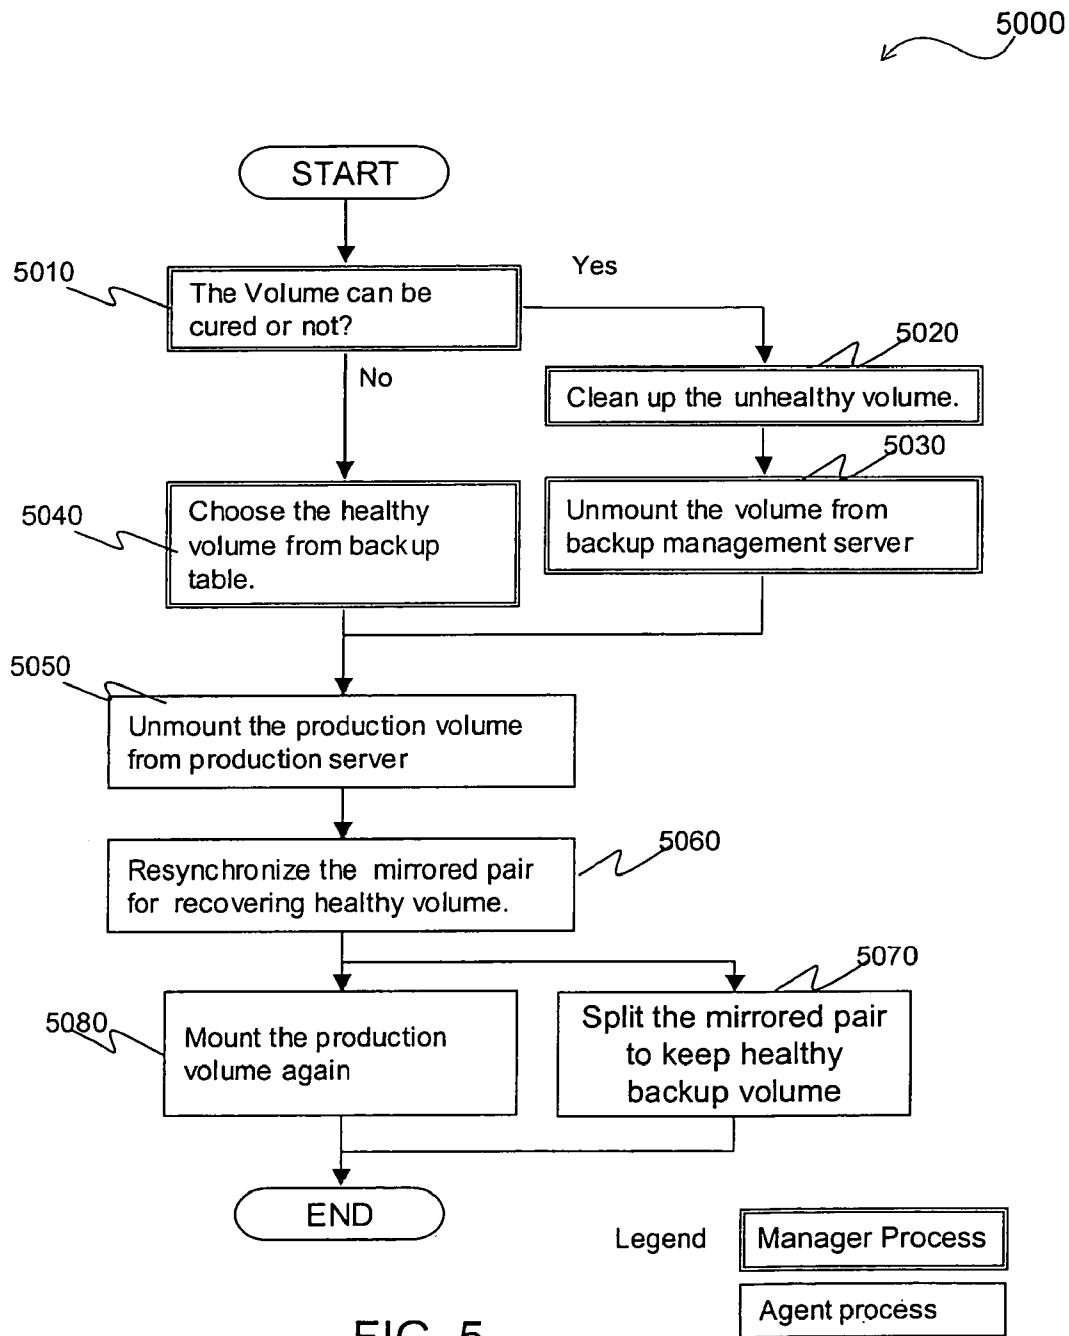 5000
START
5010
The Volume can be
cured or not?
Yes
No
5020
Clean up the unhealthy volume.
5030
Unmount the volume from
backup management server
5040
Choose the healthy
volume from backup
table.
5050
Unmount the production volume
from production server
5060
Resynchronize the mirrored pair
for recovering healthy volume.
5070
Split the mirrored pair
to keep healthy
backup volume
5080
Mount the production
volume again
END
Legend
Manager Process
Agent process
FIG. 5